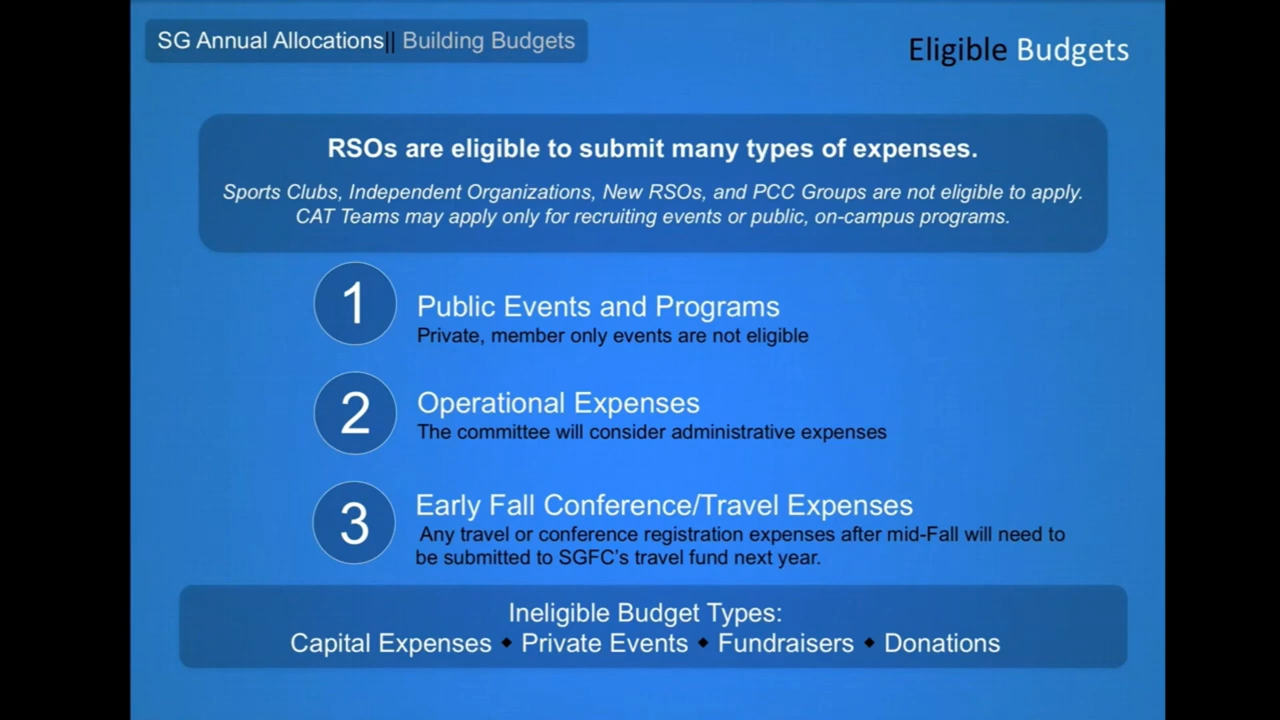 SG Annual Allocations|| Building Budgets
Eligible Budgets
RSOs are eligible to submit many types of expenses.
Sports Clubs, Independent Organizations, New RSOs, and PCC Groups are not eligible to apply.
CAT Teams may apply only for recruiting events or public, on-campus programs.
1
Public Events and Programs
Private, member only events are not eligible
2
Operational Expenses
The committee will consider administrative expenses
3
Early Fall Conference/Travel Expenses
Any travel or conference registration expenses after mid-Fall will need to
be submitted to SGFC's travel fund next year.
Ineligible Budget Types:
Capital Expenses ◆ Private Events ◆ Fundraisers ◆ Donations